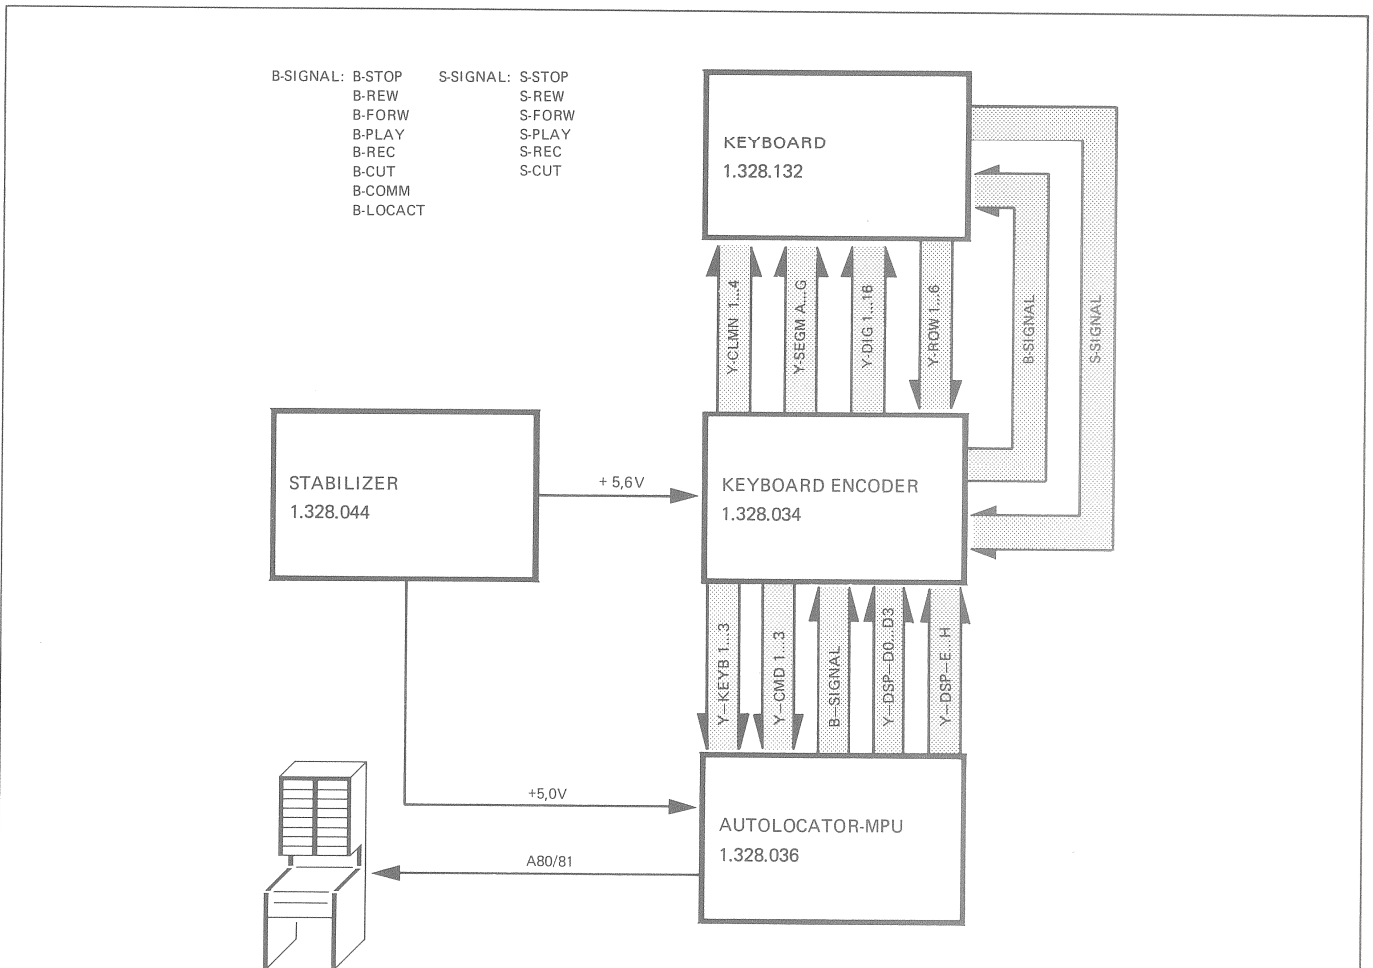 B-SIGNAL: B-STOP S-SIGNAL: S-STOP
B-REW S-REW
B-FORW S-FORW
B-PLAY S-PLAY
B-REC S-REC
B-CUT S-CUT
B-COMM
B-LOCACT
KEYBOARD
1.328.132
Y-CLMN 1...4
Y-SEGM A...G
Y-DIG 1...16
Y-ROW 1...6
B-SIGNAL
S-SIGNAL
STABILIZER
1.328.044
+ 5,6V
KEYBOARD ENCODER
1.328.034
Y-KEYB 1...3
Y-CMD 1...3
B-SIGNAL
Y-DSP-D0...D3
Y-DSP-E...H
+5,0V
AUTOLOCATOR-MPU
1.328.036
A80/81